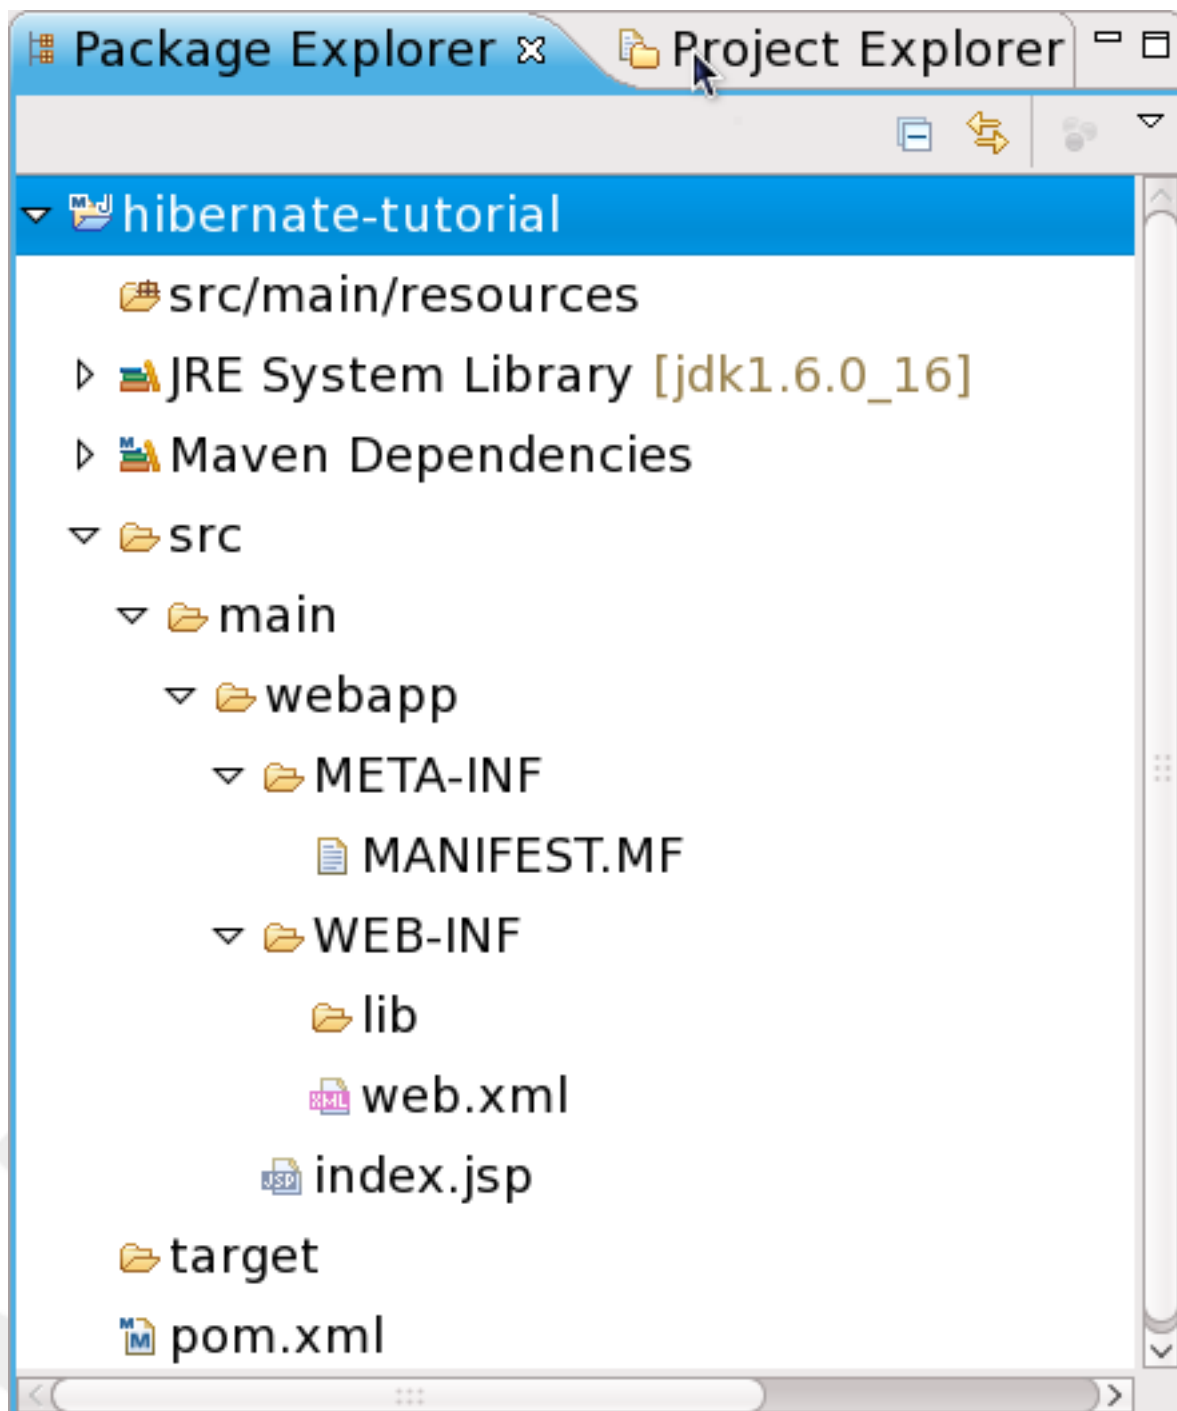 Package Explorer Project Explorer
hibernate-tutorial
src/main/resources
JRE System Library [jdk1.6.0_16]
Maven Dependencies
src
main
webapp
META-INF
MANIFEST.MF
WEB-INF
lib
web.xml
index.jsp
target
pom.xml